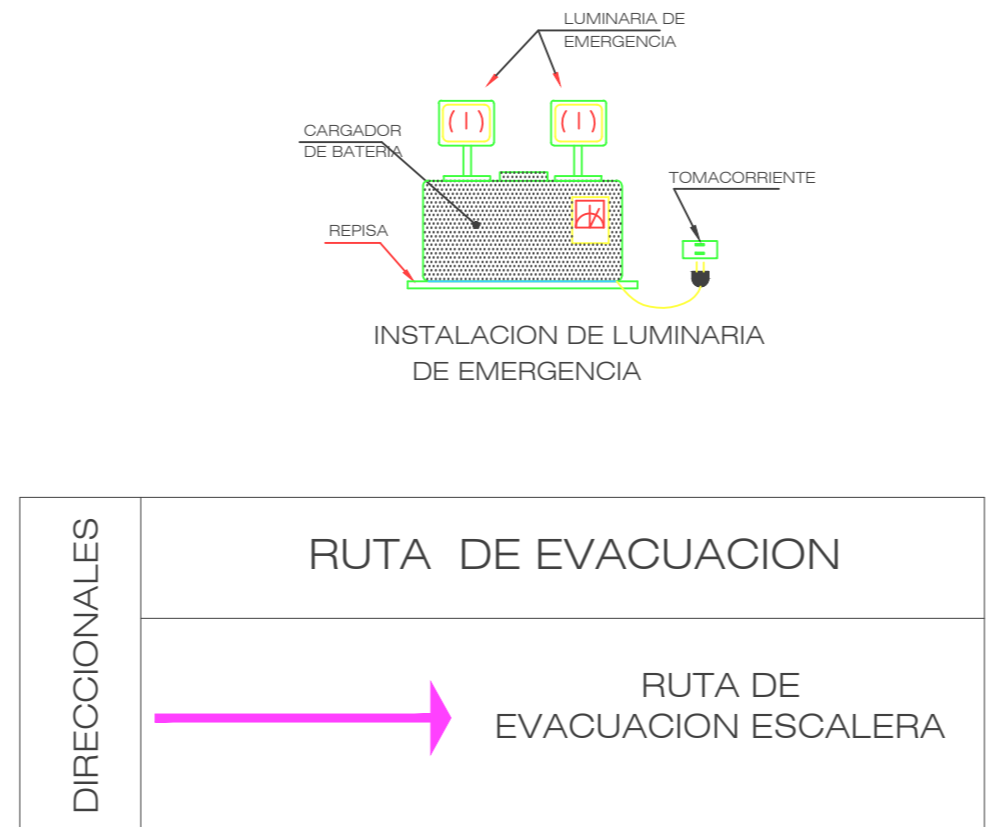 LUMINARIA DE
EMERGENCIA
CARGADOR
DE BATERIA
TOMACORRIENTE
REPISA
INSTALACION DE LUMINARIA
DE EMERGENCIA
DIRECCIONALES
RUTA DE EVACUACION
RUTA DE
EVACUACION ESCALERA